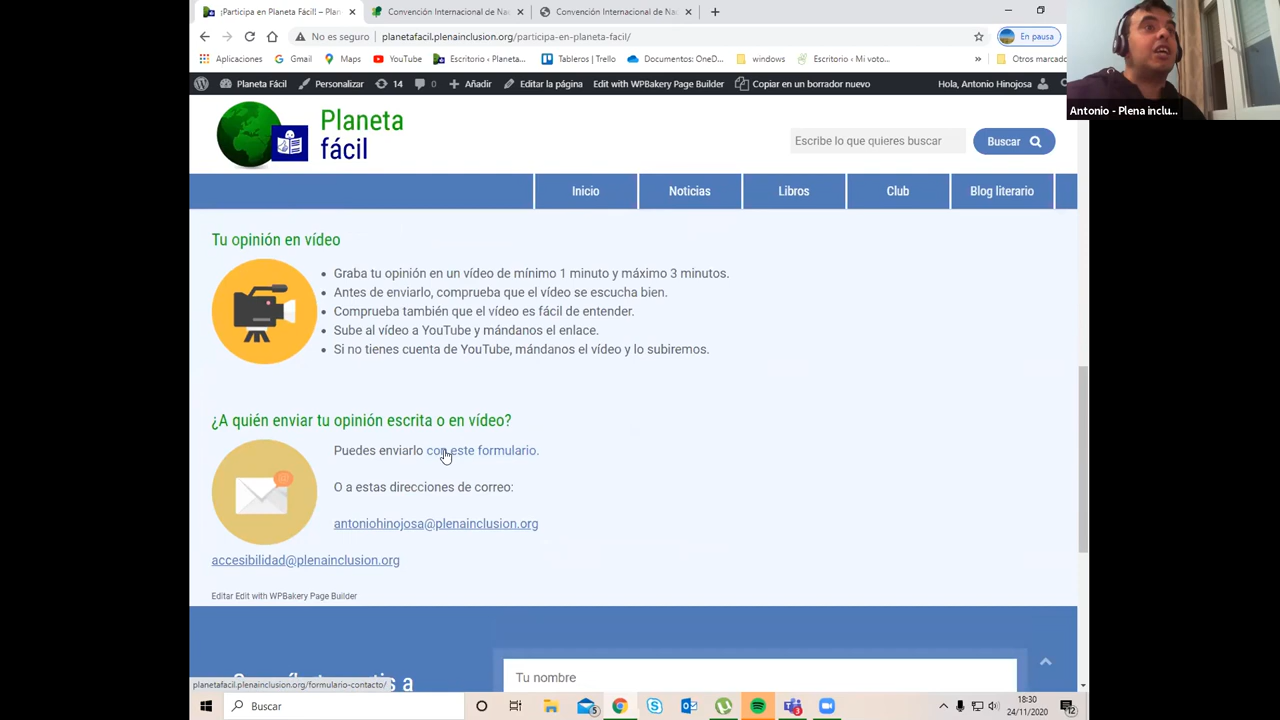 ¡Participa en Planeta Fácil! – Plan
Convención Internacional de Na
Convención Internacional de Na
No es seguro
planetafacil.plenainclusion.org/participa-en-planeta-facil/
En pausa
Aplicaciones
Gmail
Maps
YouTube
Escritorio ‹ Planeta...
Tableros | Trello
Documentos: OneD...
windows
Escritorio ‹ Mi voto...
»
Otros marcado
Planeta Fácil
Personalizar
14
0
Añadir
Editar la página
Edit with WPBakery Page Builder
Copiar en un borrador nuevo
Hola, Antonio Hinojosa
Antonio - Plena inclu...
Planeta
fácil
Escribe lo que quieres buscar
Buscar
Inicio
Noticias
Libros
Club
Blog literario
Tu opinión en vídeo
• Graba tu opinión en un vídeo de mínimo 1 minuto y máximo 3 minutos.
• Antes de enviarlo, comprueba que el vídeo se escucha bien.
• Comprueba también que el vídeo es fácil de entender.
• Sube al vídeo a YouTube y mándanos el enlace.
• Si no tienes cuenta de YouTube, mándanos el vídeo y lo subiremos.
¿A quién enviar tu opinión escrita o en vídeo?
Puedes enviarlo con este formulario.
O a estas direcciones de correo:
antoniohinojosa@plenainclusion.org
accesibilidad@plenainclusion.org
Editar Edit with WPBakery Page Builder
Tu nombre
planetafacil.plenainclusion.org/formulario-contacto/
Buscar
5
3
18:30
24/11/2020
12